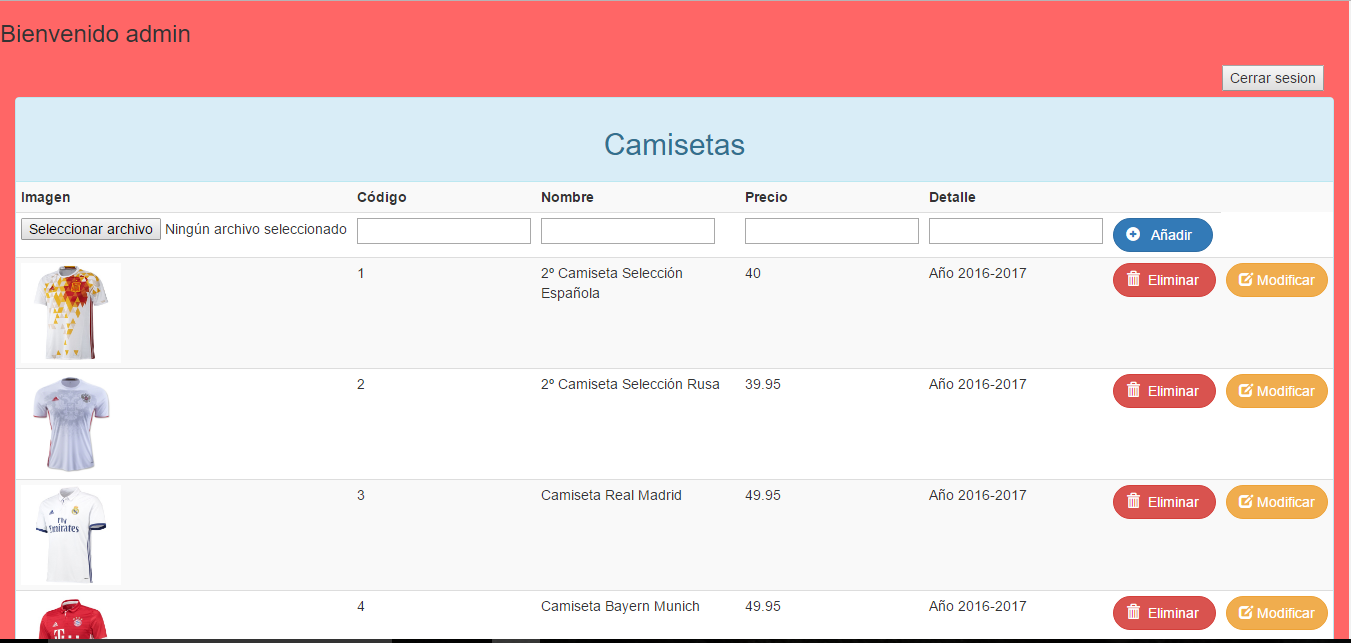 Bienvenido admin
Cerrar sesion
Camisetas
Imagen Código Nombre Precio Detalle
Seleccionar archivo Ningún archivo seleccionado Añadir
1 2º Camiseta Selección Española 40 Año 2016-2017 Eliminar Modificar
2 2º Camiseta Selección Rusa 39.95 Año 2016-2017 Eliminar Modificar
Fly Emirates
3 Camiseta Real Madrid 49.95 Año 2016-2017 Eliminar Modificar
T
4 Camiseta Bayern Munich 49.95 Año 2016-2017 Eliminar Modificar